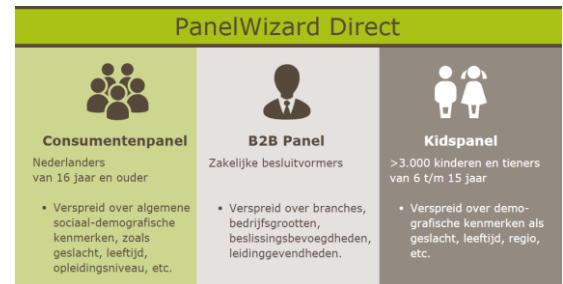 PanelWizard Direct
Consumentenpanel
Nederlanders
van 16 jaar en ouder
• Verspreid over algemene
sociaal-demografische
kenmerken, zoals
geslacht, leeftijd,
opleidingsniveau, etc.
B2B Panel
Zakelijke besluitvormers
• Verspreid over branches,
bedrijfsgrootten,
beslissingsbevoegdheden,
leidinggevendheden.
Kidspanel
>3.000 kinderen en tieners
van 6 t/m 15 jaar
• Verspreid over demo-
grafische kenmerken als
geslacht, leeftijd, regio,
etc.